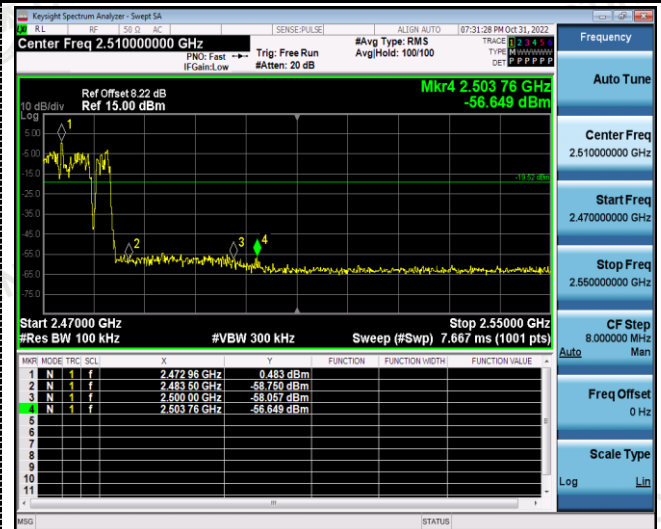 Keysight Spectrum Analyzer - Swept SA
RL RF 50 Ω AC SENSE:PULSE ALIGN AUTO 07:31:28 PM Oct 31, 2022
Center Freq 2.510000000 GHz
PNO: Fast
IFGain:Low
Trig: Free Run
#Atten: 20 dB
#Avg Type: RMS
Avg|Hold: 100/100
TRACE 1 2 3 4 5 6
TYPE M W W W W W
DET P P P P P P
Frequency
Auto Tune
Center Freq
2.510000000 GHz
Start Freq
2.470000000 GHz
Stop Freq
2.550000000 GHz
CF Step
8.000000 MHz
Auto Man
Freq Offset
0 Hz
Scale Type
Log Lin
Mkr4 2.503 76 GHz
-56.649 dBm
Ref Offset 8.22 dB
10 dB/div Ref 15.00 dBm
Log
5.00
-5.00
-15.0
-25.0
-35.0
-45.0
-55.0
-65.0
-75.0
1
2
3
4
-19.52 dBm
Start 2.47000 GHz Stop 2.55000 GHz
#Res BW 100 kHz #VBW 300 kHz Sweep (#Swp) 7.667 ms (1001 pts)
MKR MODE TRC SCL X Y FUNCTION FUNCTION WIDTH FUNCTION VALUE
1 N 1 f 2.472 96 GHz 0.483 dBm
2 N 1 f 2.483 50 GHz -58.750 dBm
3 N 1 f 2.500 00 GHz -58.057 dBm
4 N 1 f 2.503 76 GHz -56.649 dBm
5
6
7
8
9
10
11
MSG STATUS